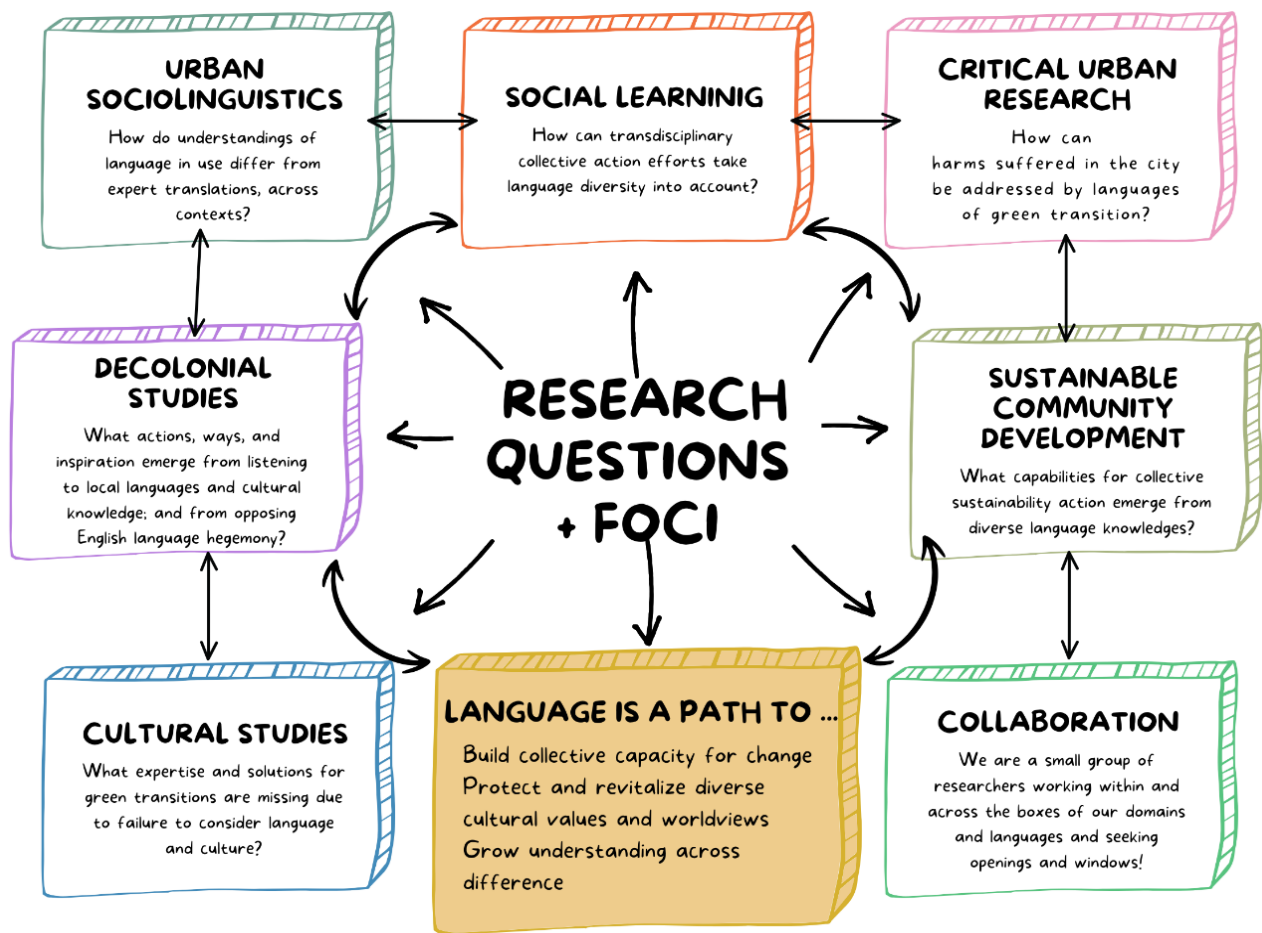 URBAN
SOCIOLINGUISTICS
How do understandings of
language in use differ from
expert translations, across
contexts?
SOCIAL LEARNINIG
How can transdisciplinary
collective action efforts take
language diversity into account?
CRITICAL URBAN
RESEARCH
How can
harms suffered in the city
be addressed by languages
of green transition?
DECOLONIAL
STUDIES
What actions, ways, and
inspiration emerge from listening
to local languages and cultural
knowledge; and from opposing
English language hegemony?
RESEARCH
QUESTIONS
+ FOCI
SUSTAINABLE
COMMUNITY
DEVELOPMENT
What capabilities for collective
sustainability action emerge from
diverse language knowledges?
CULTURAL STUDIES
What expertise and solutions for
green transitions are missing due
to failure to consider language
and culture?
LANGUAGE IS A PATH TO ...
Build collective capacity for change
Protect and revitalize diverse
cultural values and worldviews
Grow understanding across
difference
COLLABORATION
We are a small group of
researchers working within and
across the boxes of our domains
and languages and seeking
openings and windows!